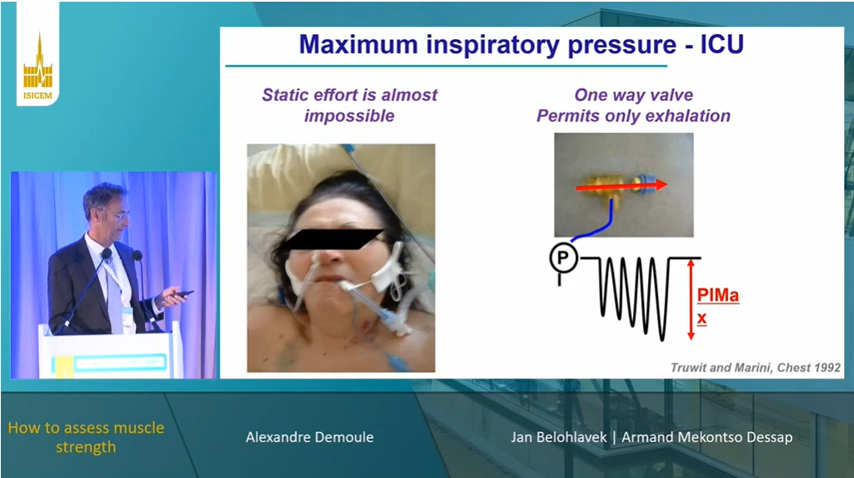 ISICEM
Maximum inspiratory pressure - ICU
Static effort is almost
impossible
One way valve
Permits only exhalation
P
PIMa
x
Truwit and Marini, Chest 1992
How to assess muscle
strength
Alexandre Demoule
Jan Belohlavek | Armand Mekontso Dessap